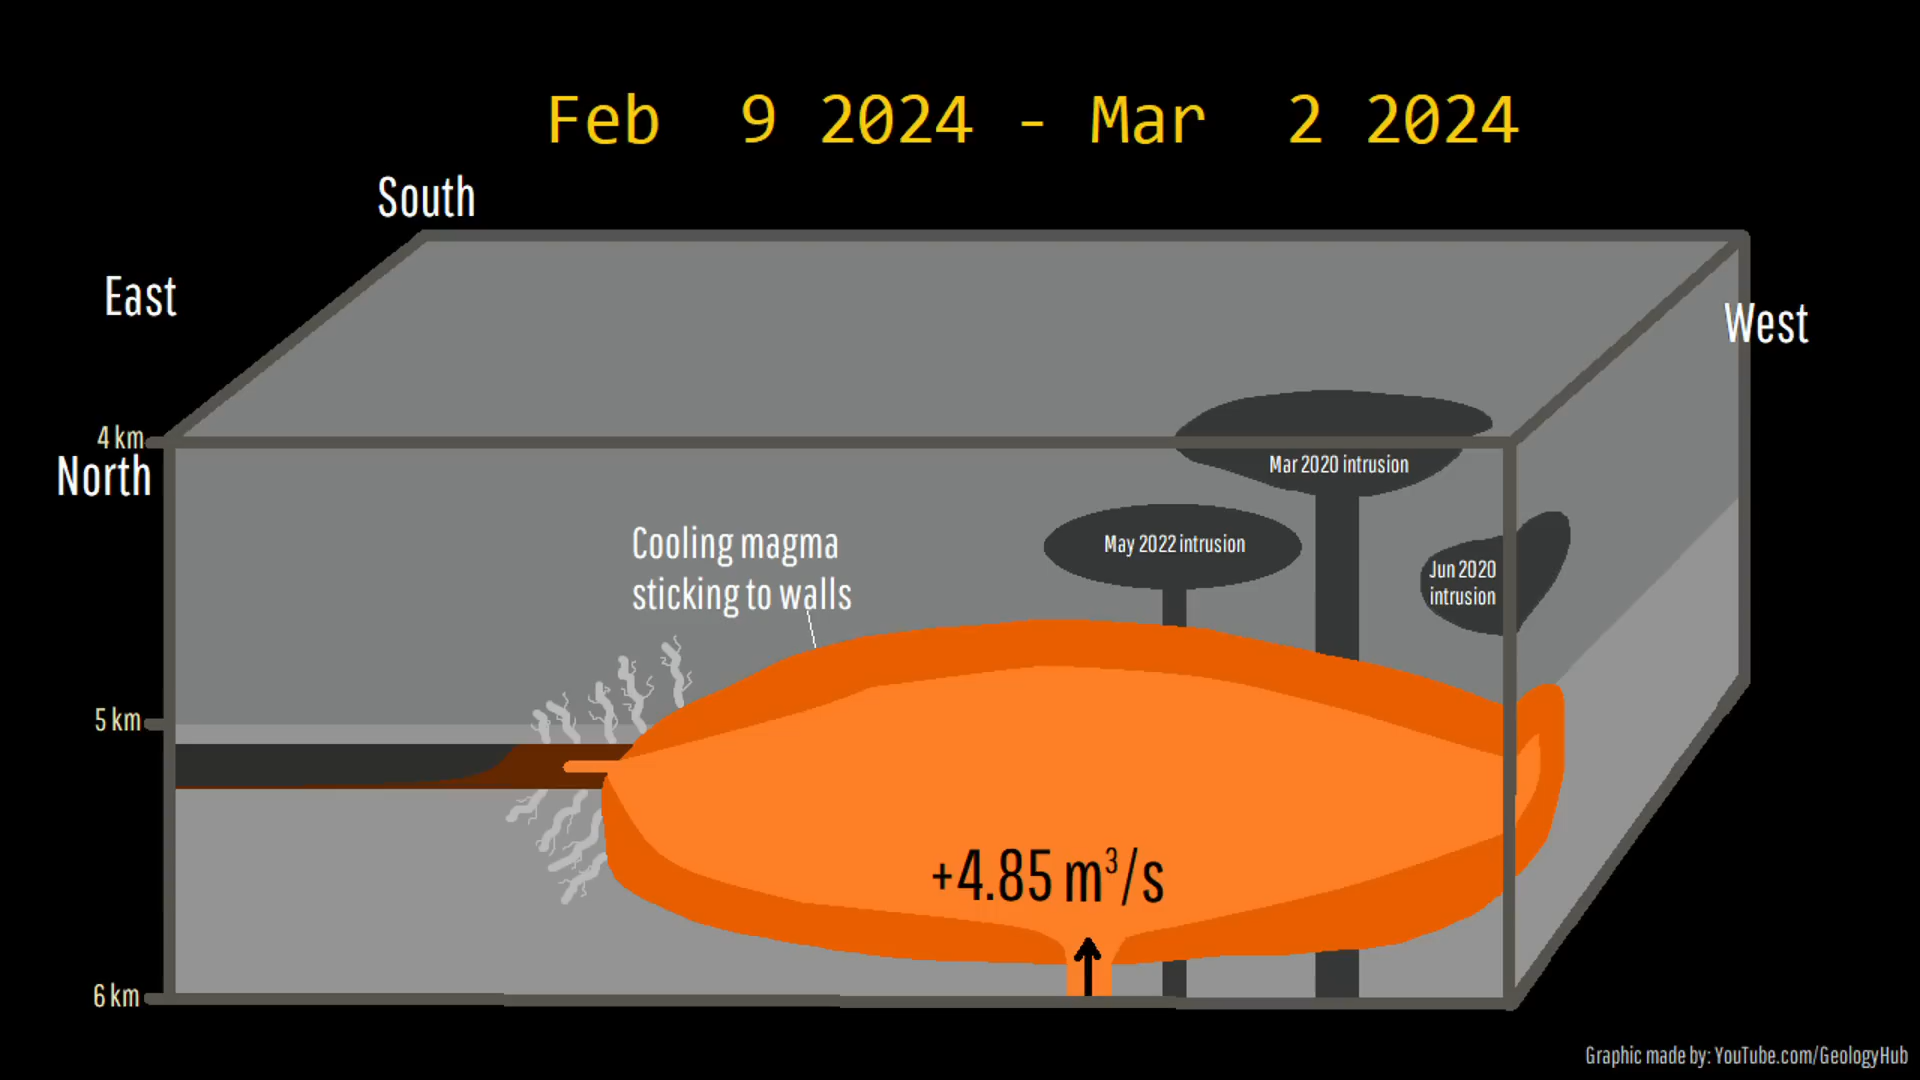 Feb 9 2024 - Mar 2 2024
South
East
West
4 km
North
Mar 2020 intrusion
Cooling magma
sticking to walls
May 2022 intrusion
Jun 2020
intrusion
5 km
+4.85 m³/s
6 km
Graphic made by: YouTube.com/GeologyHub